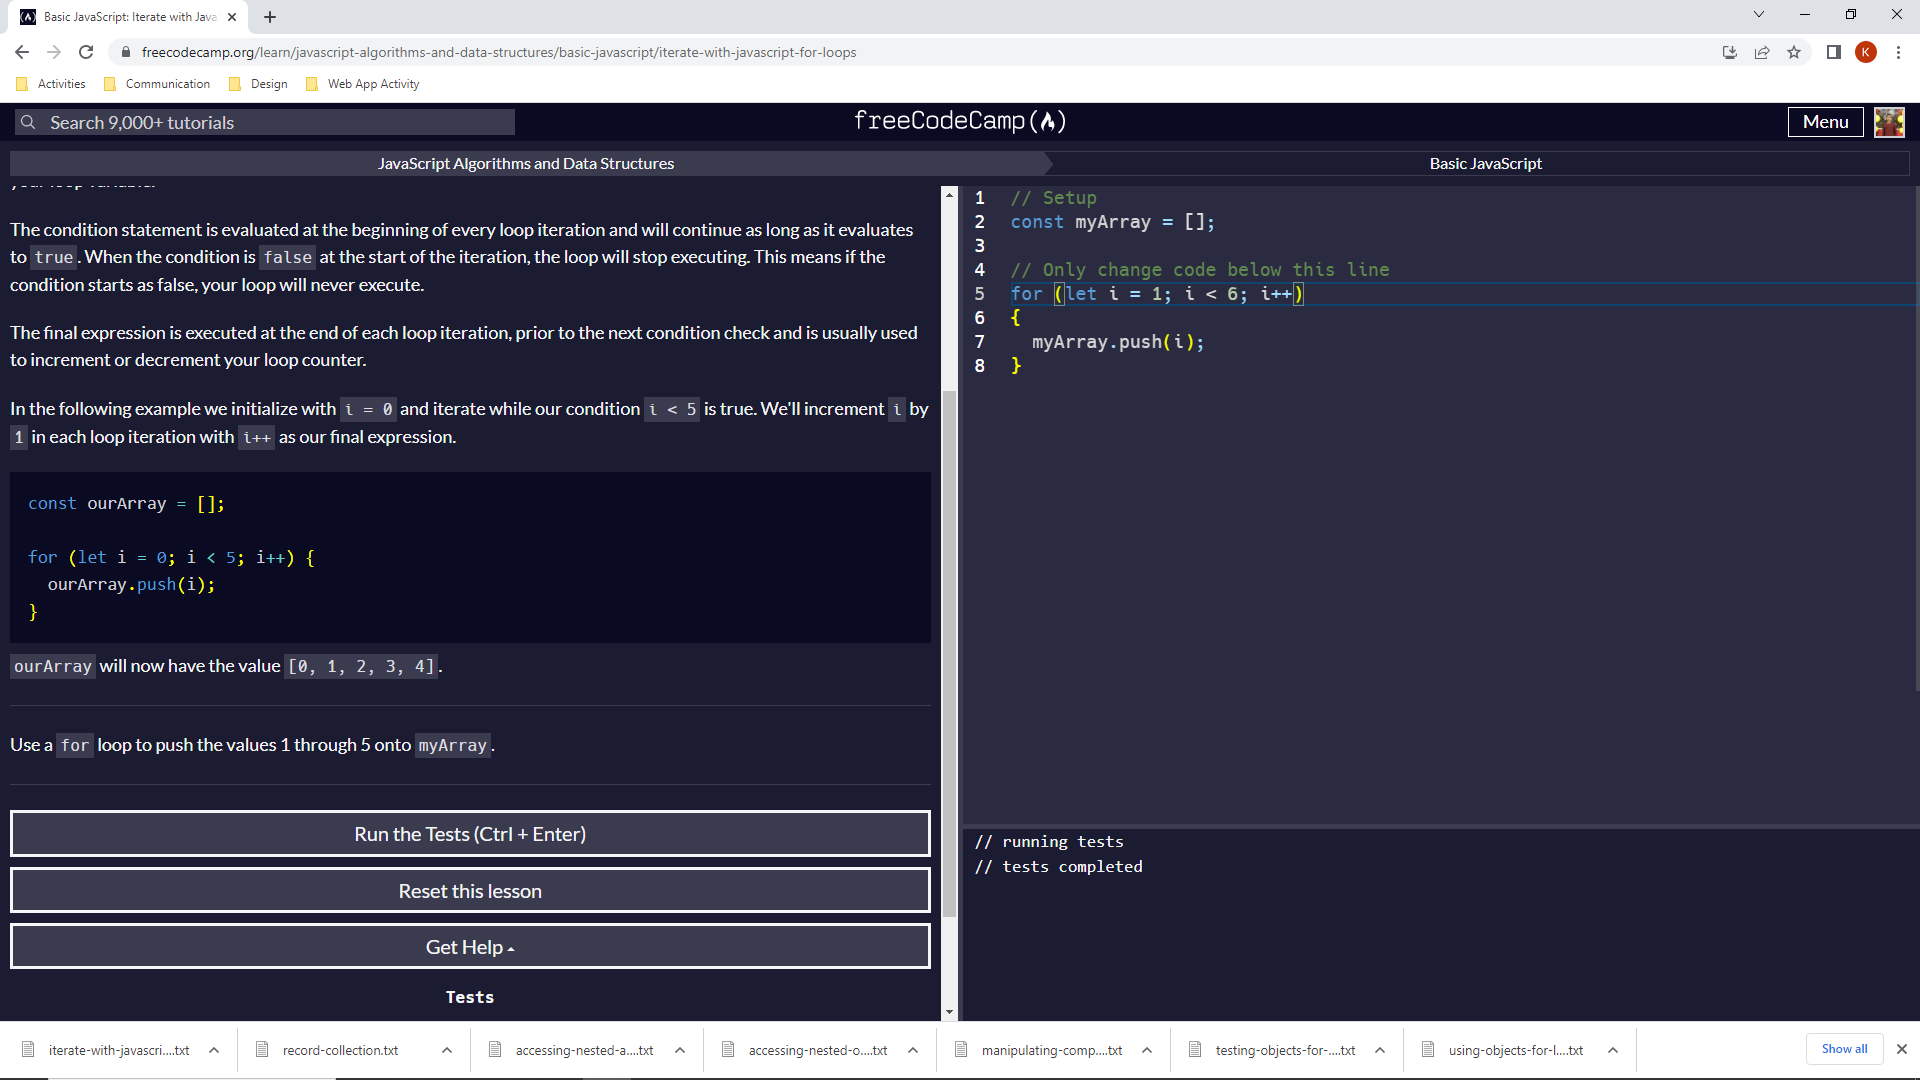 Basic JavaScript: Iterate with Java
freecodecamp.org/learn/javascript-algorithms-and-data-structures/basic-javascript/iterate-with-javascript-for-loops
K
Activities
Communication
Design
Web App Activity
Search 9,000+ tutorials
freeCodeCamp
Menu
JavaScript Algorithms and Data Structures
Basic JavaScript
The condition statement is evaluated at the beginning of every loop iteration and will continue as long as it evaluates
to true. When the condition is false at the start of the iteration, the loop will stop executing. This means if the
condition starts as false, your loop will never execute.
The final expression is executed at the end of each loop iteration, prior to the next condition check and is usually used
to increment or decrement your loop counter.
In the following example we initialize with i = 0 and iterate while our condition i < 5 is true. We'll increment i by
1 in each loop iteration with i++ as our final expression.
const ourArray = [];
for (let i = 0; i < 5; i++) {
ourArray.push(i);
}
ourArray will now have the value [0, 1, 2, 3, 4].
Use a for loop to push the values 1 through 5 onto myArray.
Run the Tests (Ctrl + Enter)
Reset this lesson
Get Help
Tests
1 // Setup
2 const myArray = [];
3
4 // Only change code below this line
5 for (let i = 1; i < 6; i++)
6 {
7 myArray.push(i);
8 }
// running tests
// tests completed
iterate-with-javascri....txt
record-collection.txt
accessing-nested-a....txt
accessing-nested-o....txt
manipulating-comp....txt
testing-objects-for-....txt
using-objects-for-l....txt
Show all